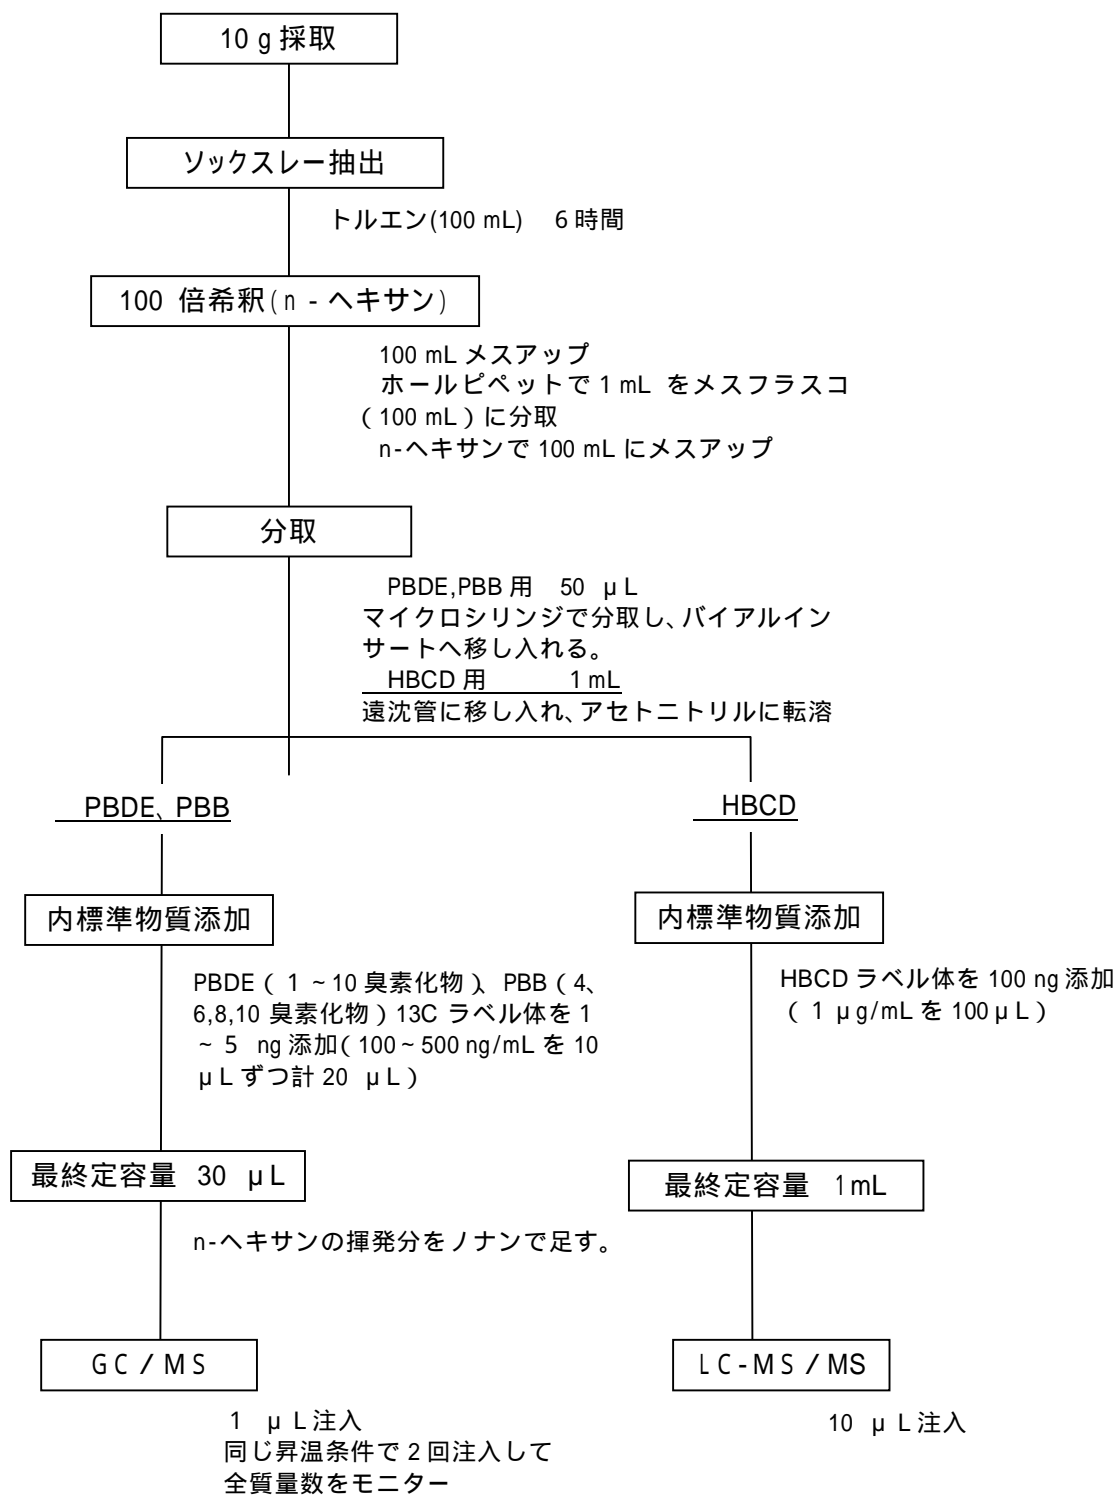 10 g 採取
ソックスレー抽出
トルエン(100 mL) 6 時間
100 倍希釈(n - ヘキサン)
100 mL メスアップ
ホールピペットで 1 mL をメスフラスコ
(100 mL)に分取
n-ヘキサンで 100 mL にメスアップ
分取
PBDE,PBB 用 50 μL
マイクロシリンジで分取し、バイアルイン
サートへ移し入れる。
HBCD 用 1 mL
遠沈管に移し入れ、アセトニトリルに転溶
PBDE、PBB
HBCD
内標準物質添加
PBDE(1~10 臭素化物)、PBB(4、
6,8,10 臭素化物)13C ラベル体を 1
~5 ng 添加(100~500 ng/mL を 10
μL ずつ計 20 μL)
最終定容量 30 μL
n-ヘキサンの揮発分をノナンで足す。
GC/MS
1 μL 注入
同じ昇温条件で 2 回注入して
全質量数をモニター
内標準物質添加
HBCD ラベル体を 100 ng 添加
(1 μg/mL を 100 μL)
最終定容量 1mL
LC-MS/MS
10 μL 注入